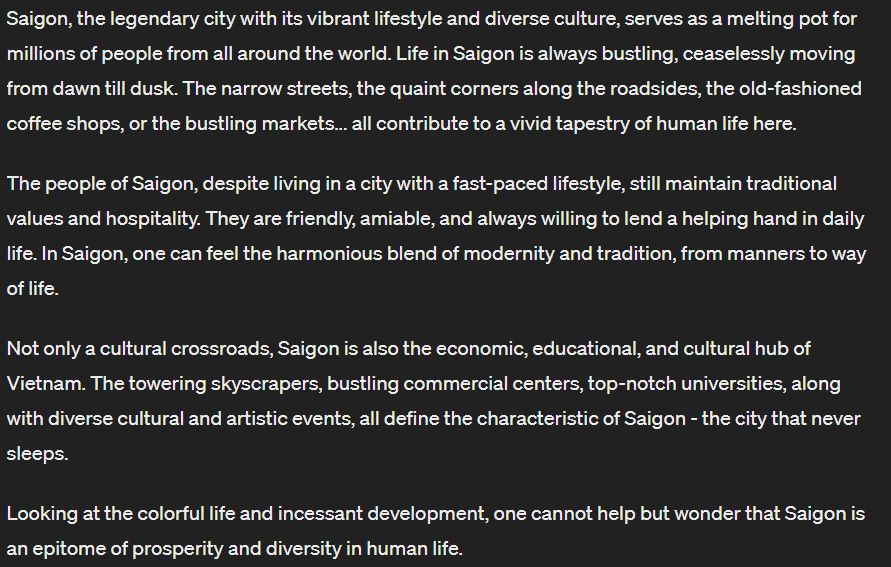 Saigon, the legendary city with its vibrant lifestyle and diverse culture, serves as a melting pot for
millions of people from all around the world. Life in Saigon is always bustling, ceaselessly moving
from dawn till dusk. The narrow streets, the quaint corners along the roadsides, the old-fashioned
coffee shops, or the bustling markets... all contribute to a vivid tapestry of human life here.
The people of Saigon, despite living in a city with a fast-paced lifestyle, still maintain traditional
values and hospitality. They are friendly, amiable, and always willing to lend a helping hand in daily
life. In Saigon, one can feel the harmonious blend of modernity and tradition, from manners to way
of life.
Not only a cultural crossroads, Saigon is also the economic, educational, and cultural hub of
Vietnam. The towering skyscrapers, bustling commercial centers, top-notch universities, along
with diverse cultural and artistic events, all define the characteristic of Saigon - the city that never
sleeps.
Looking at the colorful life and incessant development, one cannot help but wonder that Saigon is
an epitome of prosperity and diversity in human life.